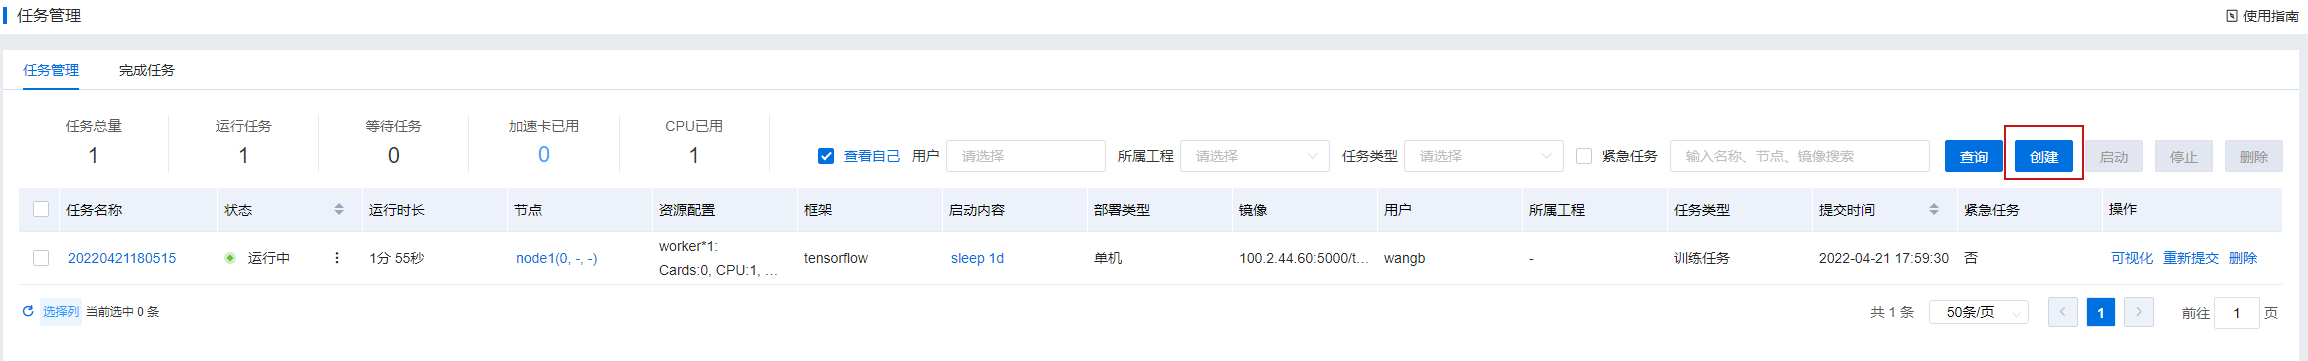 任务管理
使用指南
任务管理 完成任务
任务总量 运行任务 等待任务 加速卡已用 CPU已用
1 1 0 0 1
查看自己 用户 请选择 所属工程 请选择 任务类型 请选择 紧急任务 输入名称、节点、镜像搜索 查询 创建 启动 停止 删除
任务名称 状态 运行时长 节点 资源配置 框架 启动内容 部署类型 镜像 用户 所属工程 任务类型 提交时间 紧急任务 操作
20220421180515 运行中 1分 55秒 node1(0, -, -) worker*1: Cards:0, CPU:1, ... tensorflow sleep 1d 单机 100.2.44.60:5000/t... wangb - 训练任务 2022-04-21 17:59:30 否 可视化 重新提交 删除
选择列 当前选中 0 条 共 1 条 50条/页 1 前往 1 页